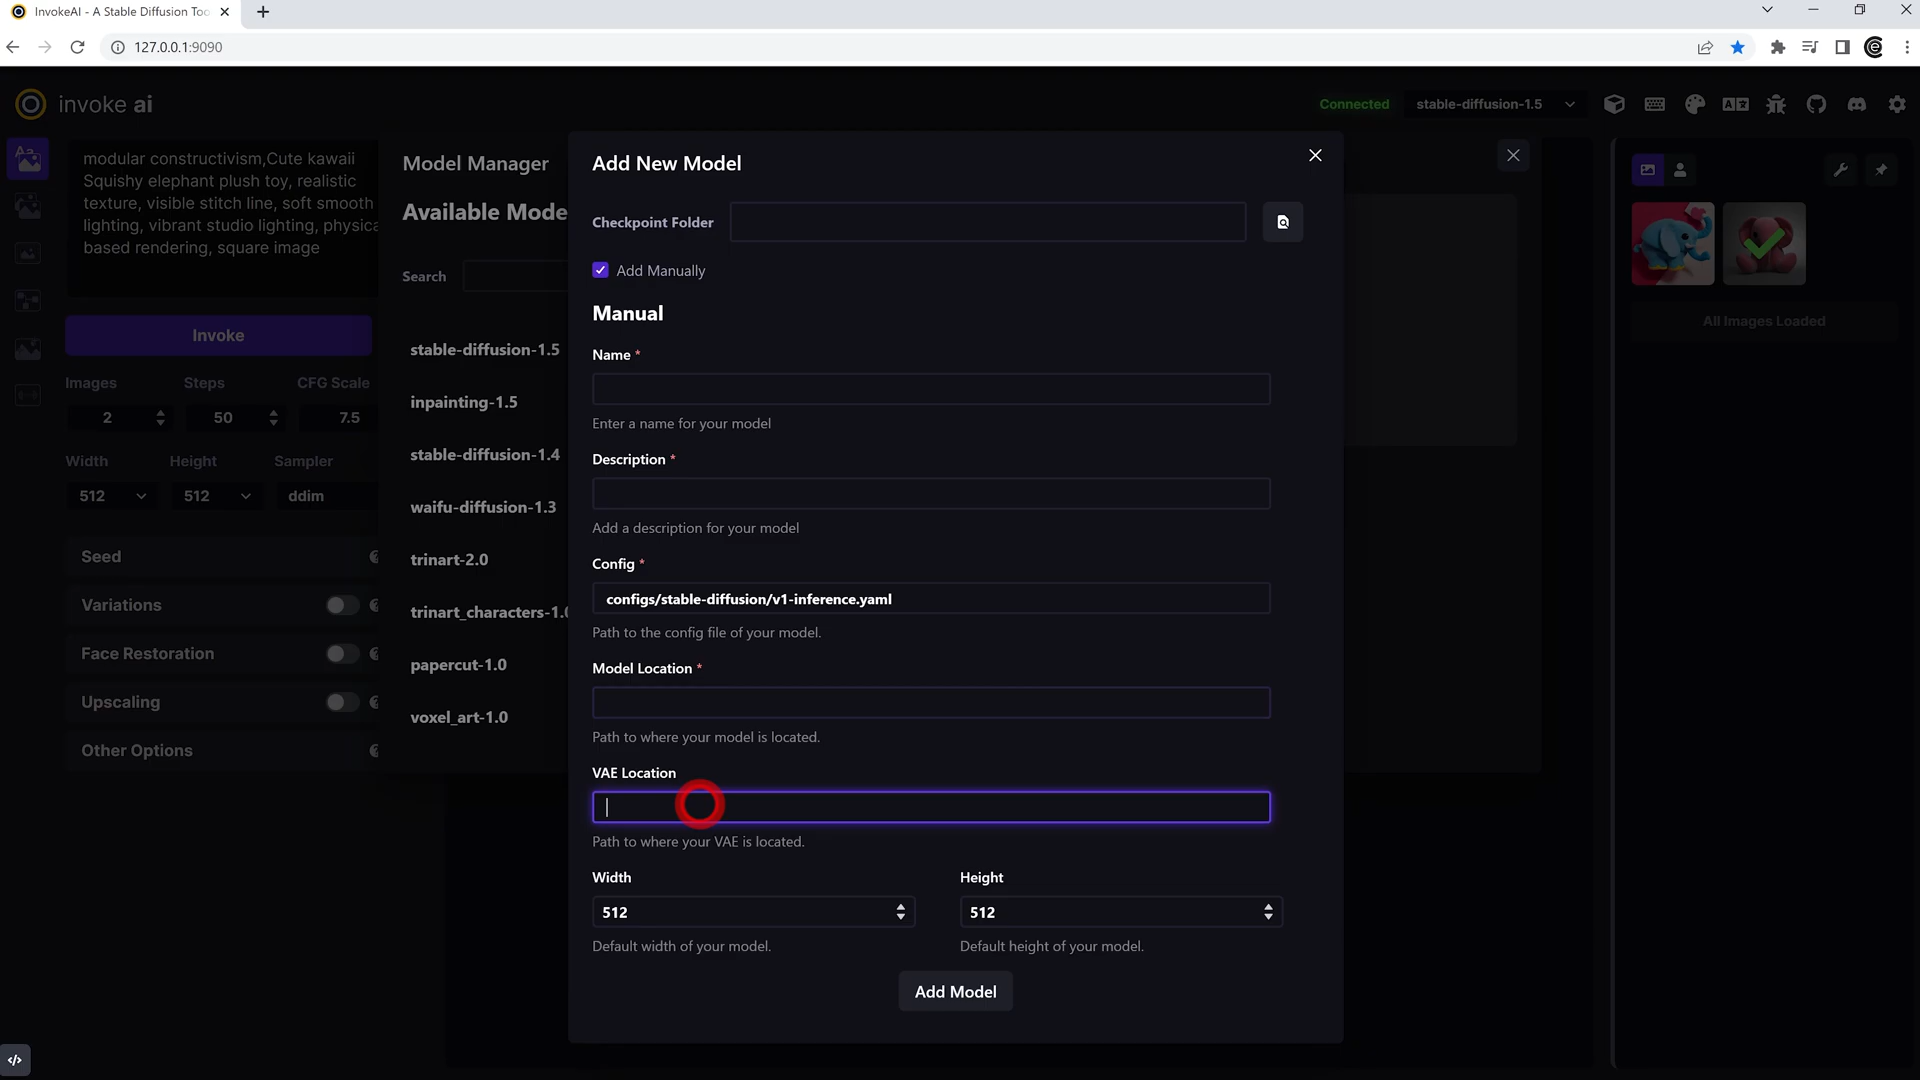 InvokeAI - A Stable Diffusion Too
127.0.0.1:9090
invoke ai
Connected
stable-diffusion-1.5
modular constructivism,Cute kawaii
Squishy elephant plush toy, realistic
texture, visible stitch line, soft smooth
lighting, vibrant studio lighting, physica
based rendering, square image
Invoke
Images
Steps
CFG Scale
2
50
7.5
Width
Height
Sampler
512
512
ddim
Seed
Variations
Face Restoration
Upscaling
Other Options
Model Manager
Available Mode
Search
stable-diffusion-1.5
inpainting-1.5
stable-diffusion-1.4
waifu-diffusion-1.3
trinart-2.0
trinart_characters-1.0
papercut-1.0
voxel_art-1.0
Add New Model
Checkpoint Folder
Add Manually
Manual
Name *
Enter a name for your model
Description *
Add a description for your model
Config *
configs/stable-diffusion/v1-inference.yaml
Path to the config file of your model.
Model Location *
Path to where your model is located.
VAE Location
Path to where your VAE is located.
Width
Height
512
512
Default width of your model.
Default height of your model.
Add Model
All Images Loaded